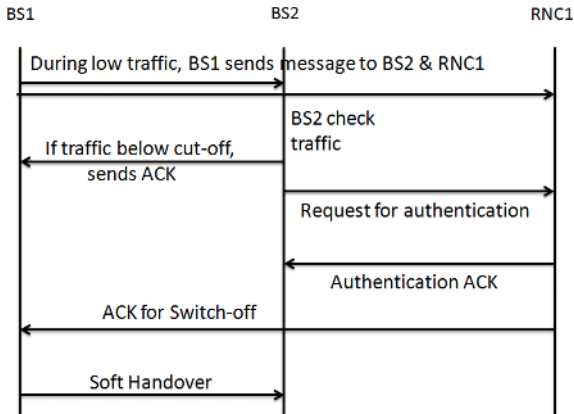 BS1 BS2 RNC1
During low traffic, BS1 sends message to BS2 & RNC1
BS2 check
traffic
If traffic below cut-off,
sends ACK
Request for authentication
Authentication ACK
ACK for Switch-off
Soft Handover